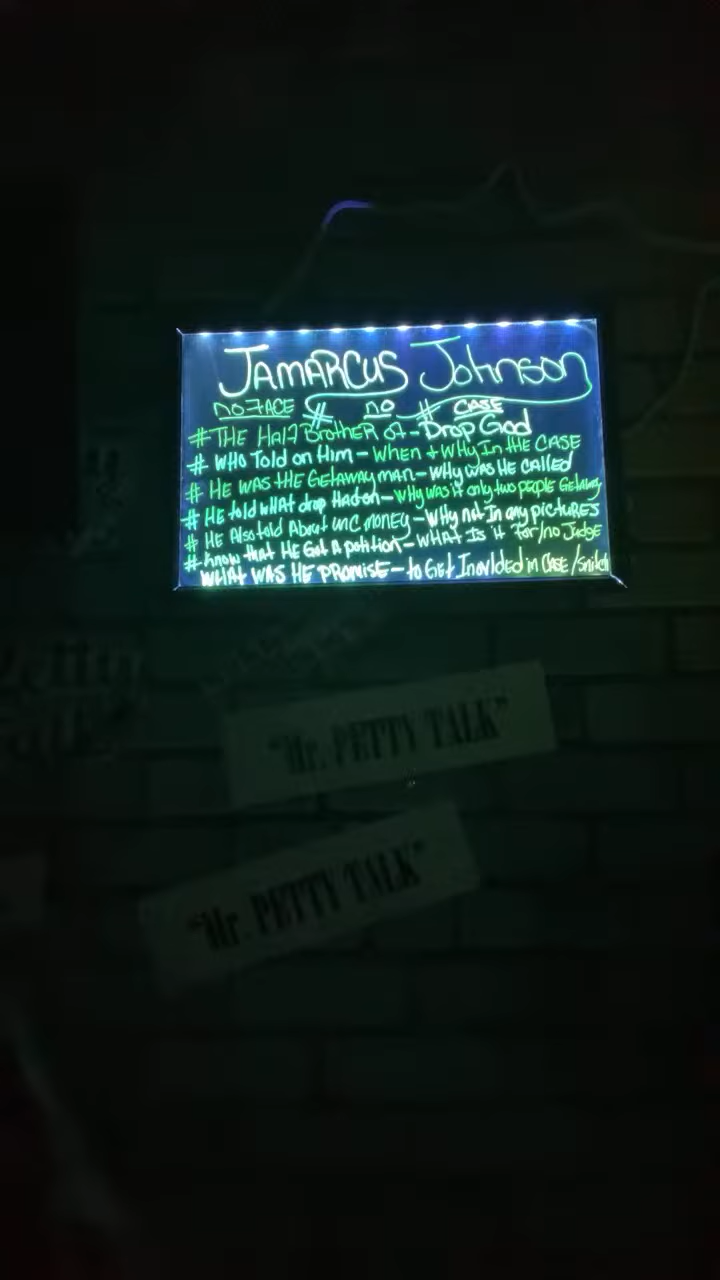 JAMARCUS Johnson
NO FACE # NO # CASE
# THE Half BrotHER of - Drop God
# WHO Told on Him - WHEN + WHY In tHE CASE
# HE WAS tHE GEtAWAY MAN - WHY WAS HE CAllED
# HE told wHAt drop Had on - WHY WAS it only two PEOPLE GEtAway
# HE Also told About unc MONEY - WHY not In Any pictuRES
# Know tHAt HE Got A potition - WHAt IS it For/no Judge
WHAt WAS HE PROMISE - to GEt Inovlded in CASE / Snitch
"Mr. PETTY TALK"
"Mr. PETTY TALK"